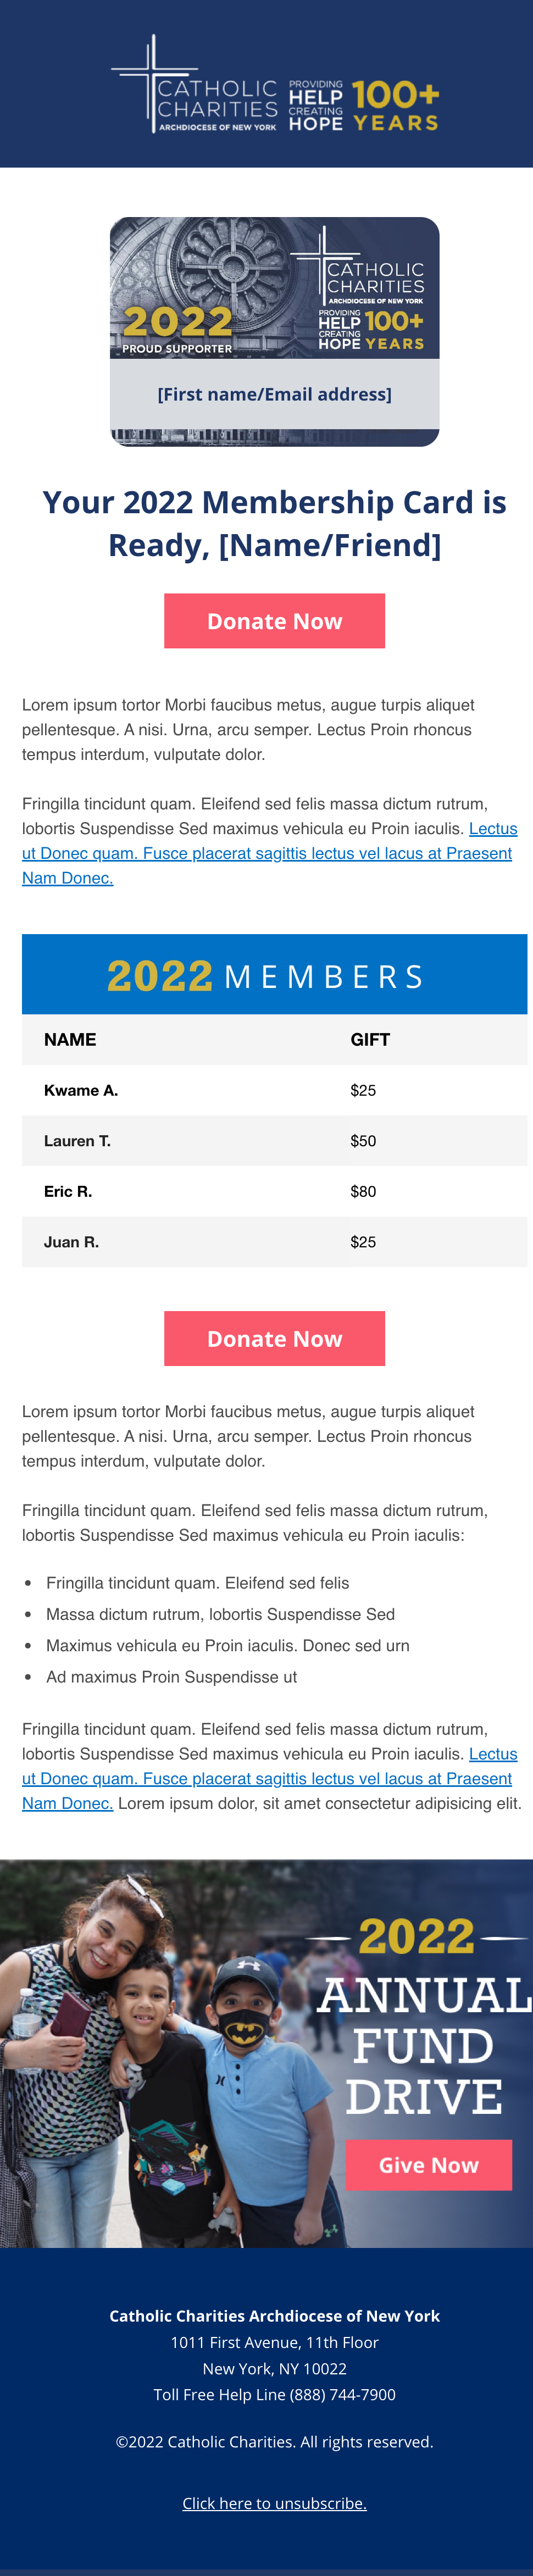 CATHOLIC
CHARITIES
ARCHDIOCESE OF NEW YORK
PROVIDING
HELP
CREATING
HOPE
100+
YEARS
2022
PROUD SUPPORTER
CATHOLIC
CHARITIES
ARCHDIOCESE OF NEW YORK
PROVIDING
HELP
CREATING
HOPE
100+
YEARS
[First name/Email address]
Your 2022 Membership Card is
Ready, [Name/Friend]
Donate Now
Lorem ipsum tortor Morbi faucibus metus, augue turpis aliquet
pellentesque. A nisi. Urna, arcu semper. Lectus Proin rhoncus
tempus interdum, vulputate dolor.
Fringilla tincidunt quam. Eleifend sed felis massa dictum rutrum,
lobortis Suspendisse Sed maximus vehicula eu Proin iaculis. Lectus
ut Donec quam. Fusce placerat sagittis lectus vel lacus at Praesent
Nam Donec.
2022 MEMBERS
NAME GIFT
Kwame A. $25
Lauren T. $50
Eric R. $80
Juan R. $25
Donate Now
Lorem ipsum tortor Morbi faucibus metus, augue turpis aliquet
pellentesque. A nisi. Urna, arcu semper. Lectus Proin rhoncus
tempus interdum, vulputate dolor.
Fringilla tincidunt quam. Eleifend sed felis massa dictum rutrum,
lobortis Suspendisse Sed maximus vehicula eu Proin iaculis:
• Fringilla tincidunt quam. Eleifend sed felis
• Massa dictum rutrum, lobortis Suspendisse Sed
• Maximus vehicula eu Proin iaculis. Donec sed urn
• Ad maximus Proin Suspendisse ut
Fringilla tincidunt quam. Eleifend sed felis massa dictum rutrum,
lobortis Suspendisse Sed maximus vehicula eu Proin iaculis. Lectus
ut Donec quam. Fusce placerat sagittis lectus vel lacus at Praesent
Nam Donec. Lorem ipsum dolor, sit amet consectetur adipisicing elit.
2022
ANNUAL
FUND
DRIVE
Give Now
Catholic Charities Archdiocese of New York
1011 First Avenue, 11th Floor
New York, NY 10022
Toll Free Help Line (888) 744-7900
©2022 Catholic Charities. All rights reserved.
Click here to unsubscribe.